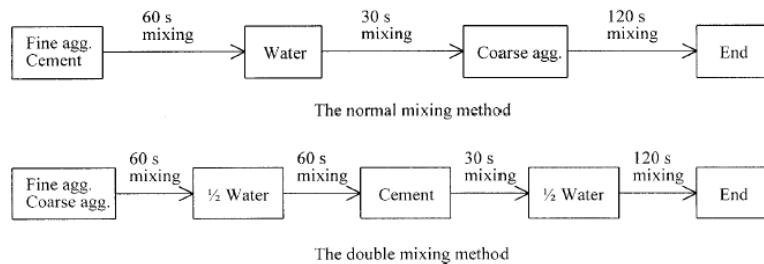 60 s
mixing
30 s
mixing
120 s
mixing
Fine agg.
Cement
Water
Coarse agg.
End
The normal mixing method
60 s
mixing
60 s
mixing
30 s
mixing
120 s
mixing
Fine agg.
Coarse agg.
½ Water
Cement
½ Water
End
The double mixing method